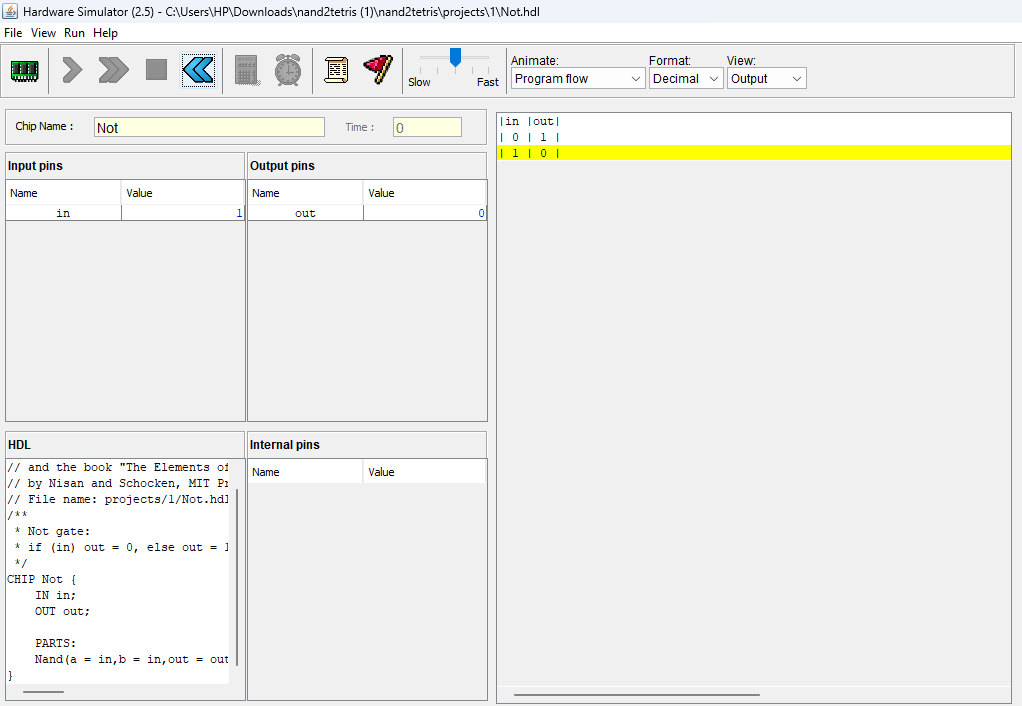 Hardware Simulator (2.5) - C:\Users\HP\Downloads\nand2tetris (1)\nand2tetris\projects\1\Not.hdl
File View Run Help
Animate: Format: View:
Slow Fast Program flow Decimal Output
Chip Name : Not Time : 0
Input pins
Name Value
in 1
Output pins
Name Value
out 0
HDL
// and the book "The Elements of
// by Nisan and Schocken, MIT Pr
// File name: projects/1/Not.hdl
/**
 * Not gate:
 * if (in) out = 0, else out = 1
 */
CHIP Not {
    IN in;
    OUT out;

    PARTS:
    Nand(a = in,b = in,out = out
}
Internal pins
Name Value
|in |out|
| 0 | 1 |
| 1 | 0 |